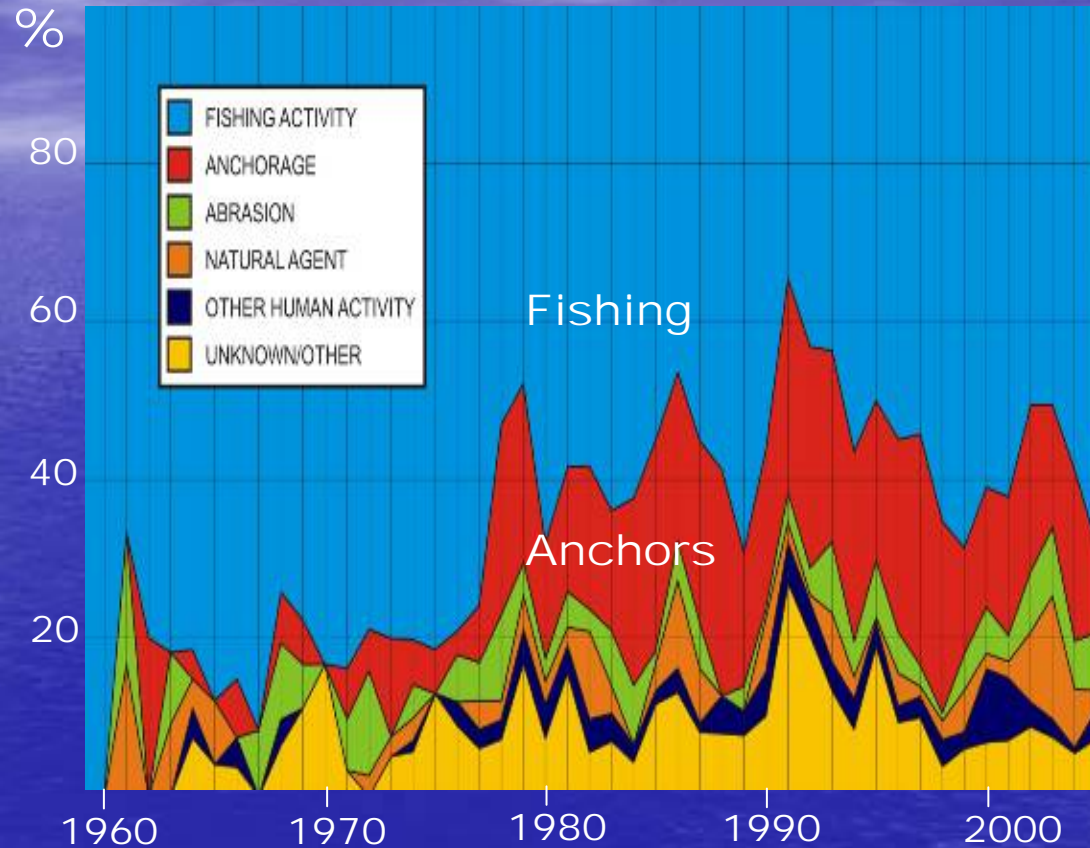 %
80
60
40
20
FISHING ACTIVITY
ANCHORAGE
ABRASION
NATURAL AGENT
OTHER HUMAN ACTIVITY
UNKNOWN/OTHER
Fishing
Anchors
1960
1970
1980
1990
2000